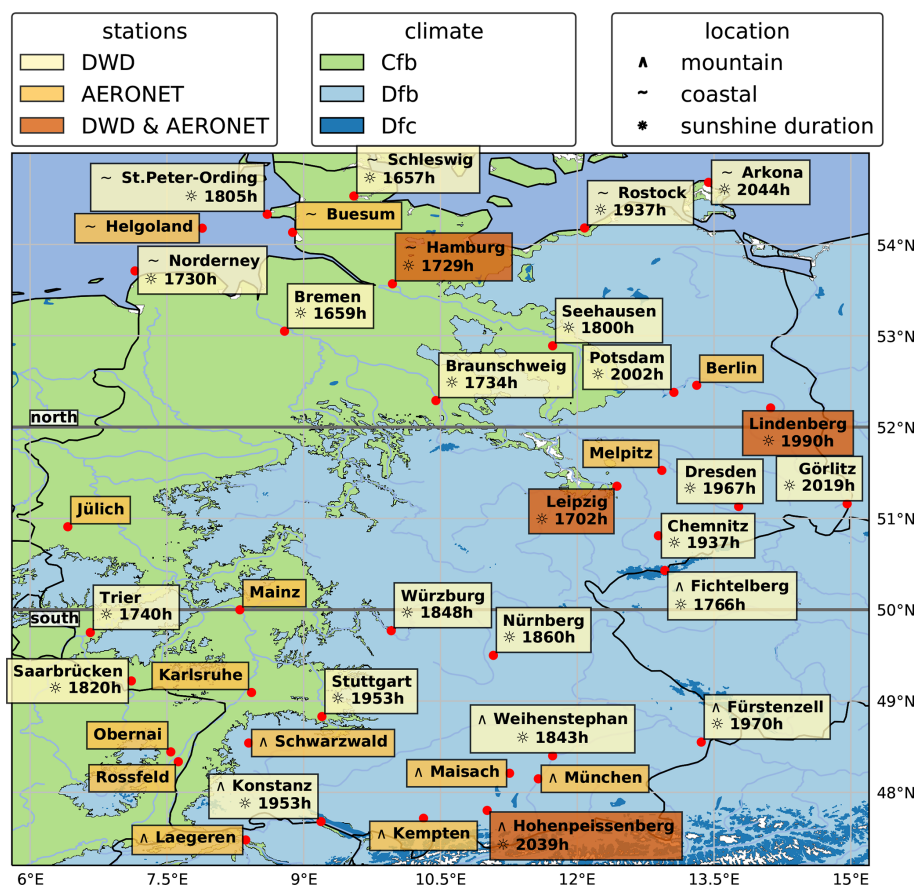 stations
DWD
AERONET
DWD & AERONET
climate
Cfb
Dfb
Dfc
location
∧ mountain
~ coastal
☼ sunshine duration
~ Schleswig
☼ 1657h
~ St.Peter-Ording
☼ 1805h
~ Arkona
☼ 2044h
~ Rostock
☼ 1937h
~ Buesum
~ Helgoland
~ Hamburg
☼ 1729h
54°N
~ Norderney
☼ 1730h
Bremen
☼ 1659h
Seehausen
☼ 1800h
53°N
Braunschweig
☼ 1734h
Potsdam
☼ 2002h
Berlin
north
Lindenberg
☼ 1990h
52°N
Melpitz
Dresden
☼ 1967h
Görlitz
☼ 2019h
Jülich
Leipzig
☼ 1702h
51°N
Chemnitz
☼ 1937h
∧ Fichtelberg
☼ 1766h
Trier
☼ 1740h
Mainz
Würzburg
☼ 1848h
50°N
south
Nürnberg
☼ 1860h
Saarbrücken
☼ 1820h
Karlsruhe
Stuttgart
☼ 1953h
49°N
∧ Fürstenzell
☼ 1970h
∧ Weihenstephan
☼ 1843h
Obernai
∧ Schwarzwald
Rossfeld
∧ Maisach
∧ München
∧ Konstanz
☼ 1953h
48°N
∧ Laegeren
∧ Kempten
∧ Hohenpeissenberg
☼ 2039h
6°E
7.5°E
9°E
10.5°E
12°E
13.5°E
15°E